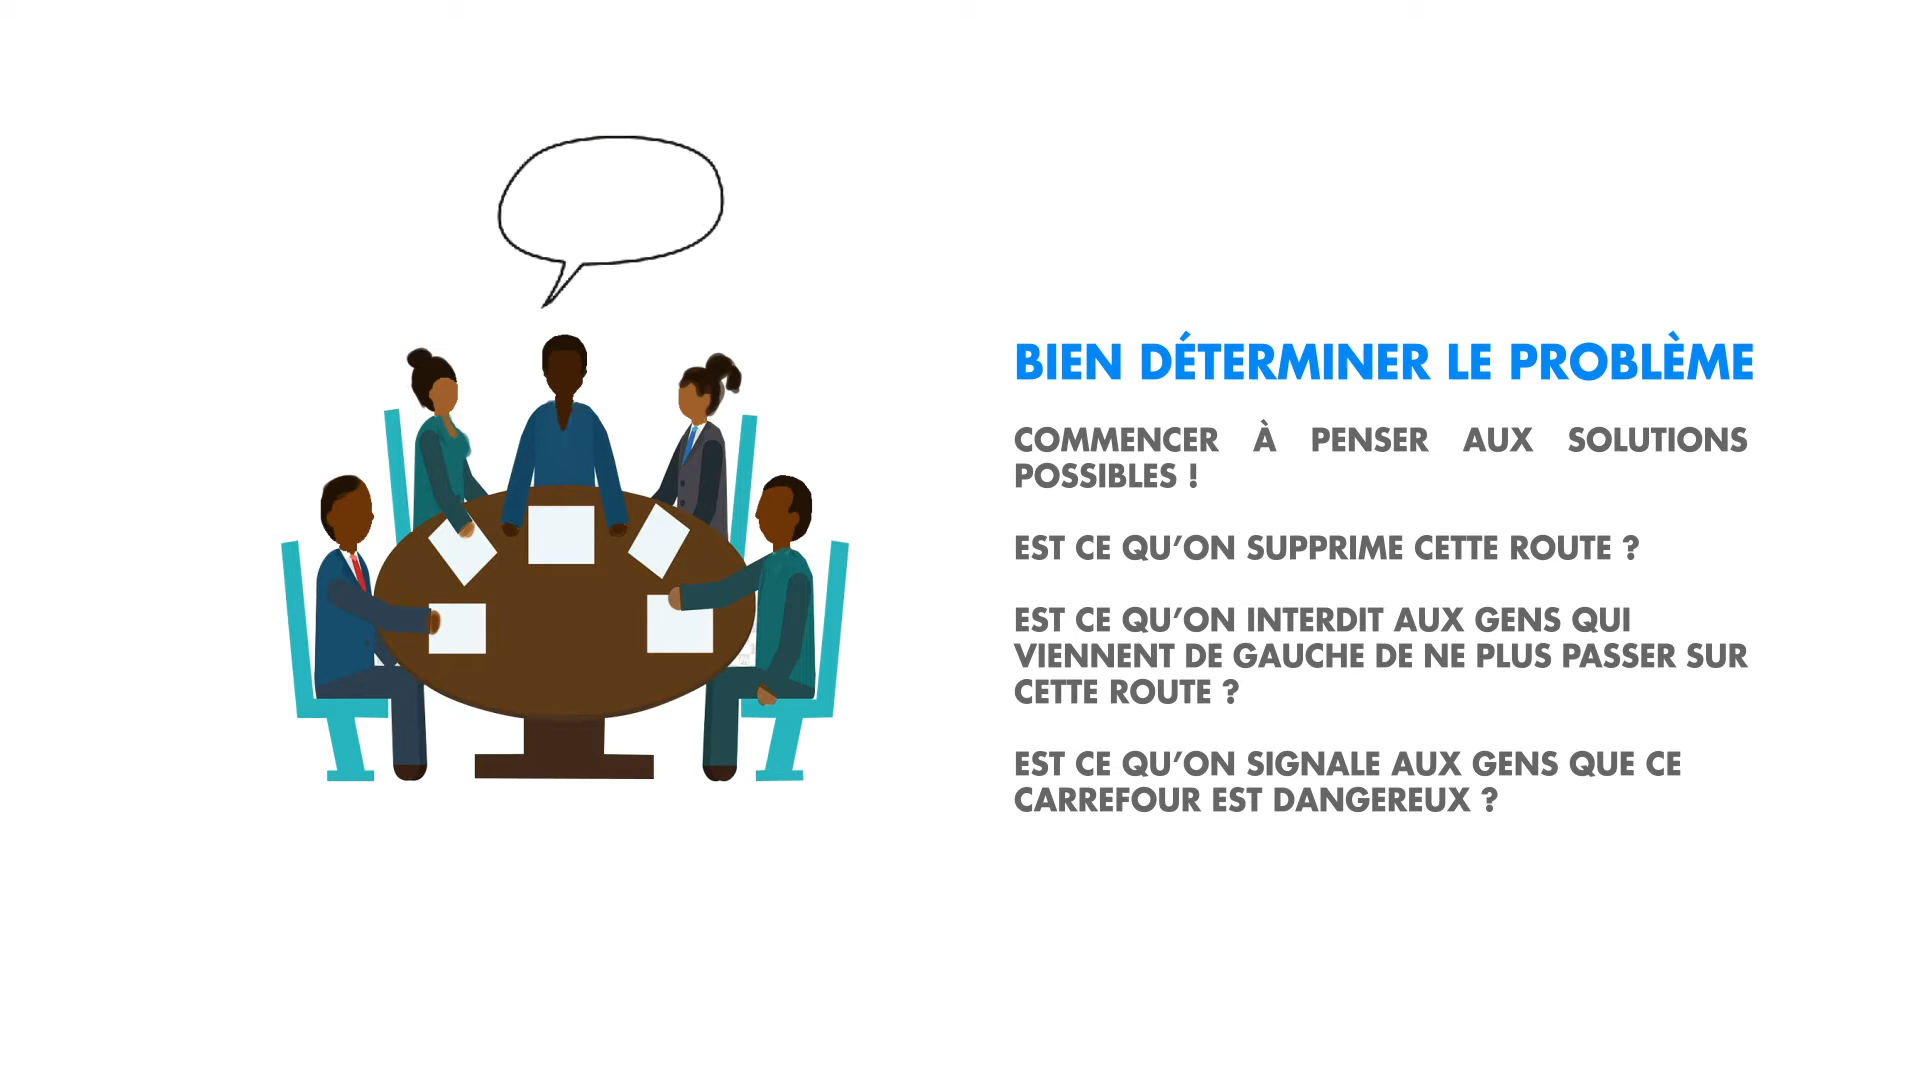 BIEN DÉTERMINER LE PROBLÈME
COMMENCER À PENSER AUX SOLUTIONS
POSSIBLES !
EST CE QU’ON SUPPRIME CETTE ROUTE ?
EST CE QU’ON INTERDIT AUX GENS QUI
VIENNENT DE GAUCHE DE NE PLUS PASSER SUR
CETTE ROUTE ?
EST CE QU’ON SIGNALE AUX GENS QUE CE
CARREFOUR EST DANGEREUX ?